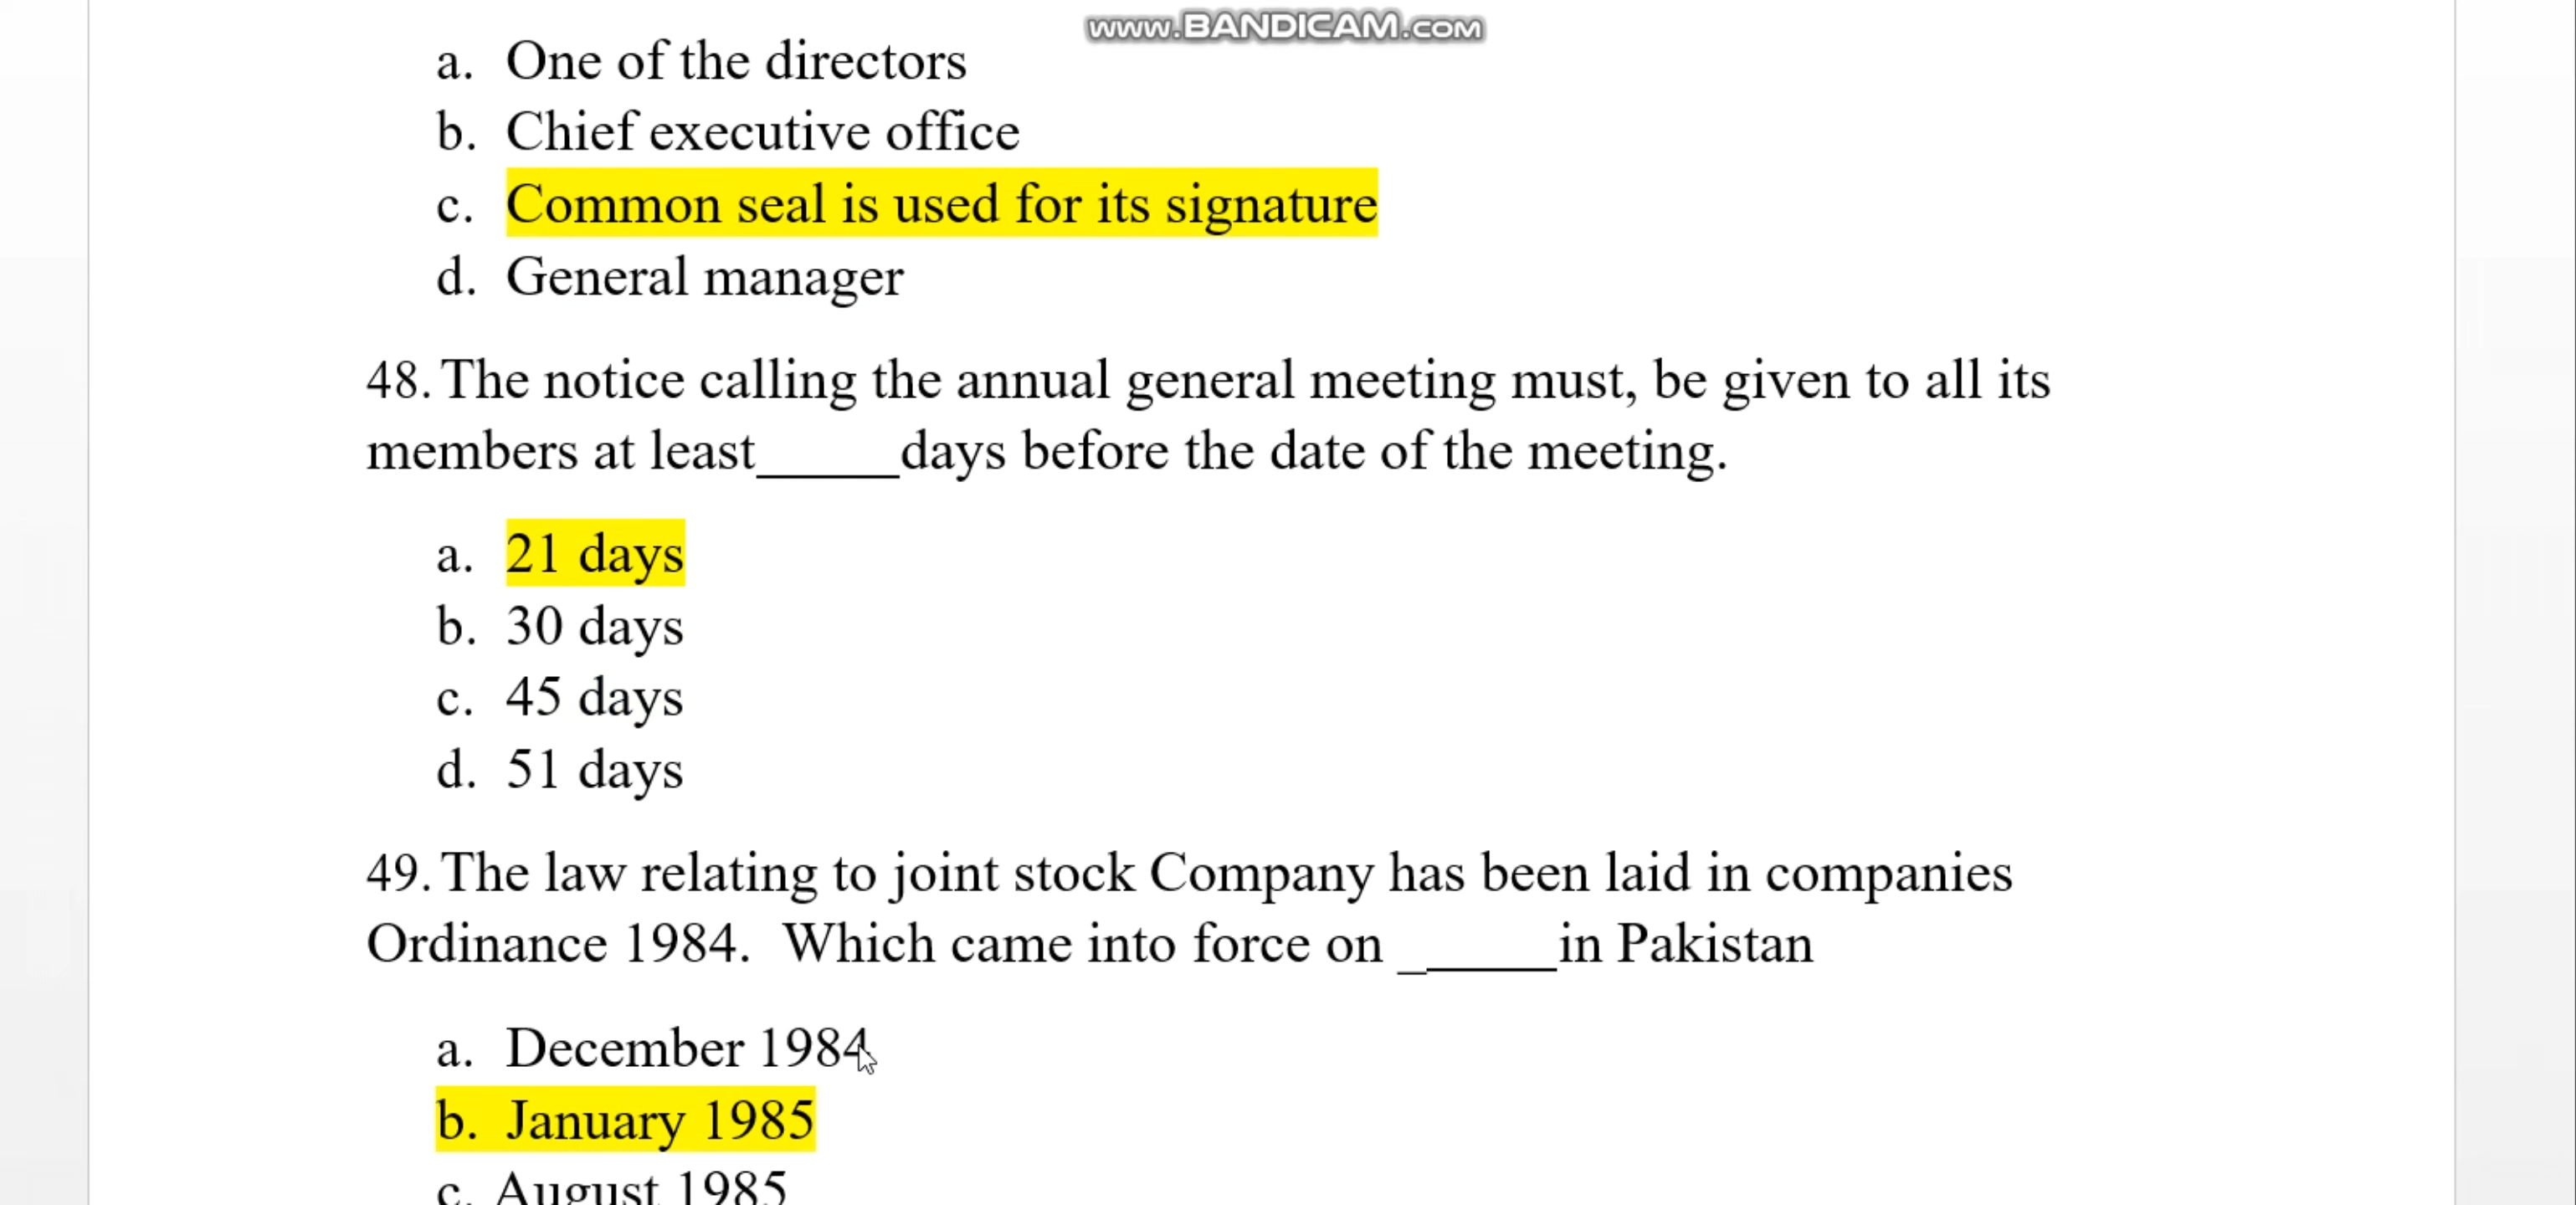 www.BANDICAM.com
a. One of the directors
b. Chief executive office
c. Common seal is used for its signature
d. General manager
48. The notice calling the annual general meeting must, be given to all its
members at least_____days before the date of the meeting.
a. 21 days
b. 30 days
c. 45 days
d. 51 days
49. The law relating to joint stock Company has been laid in companies
Ordinance 1984. Which came into force on ______in Pakistan
a. December 1984
b. January 1985
c. August 1985